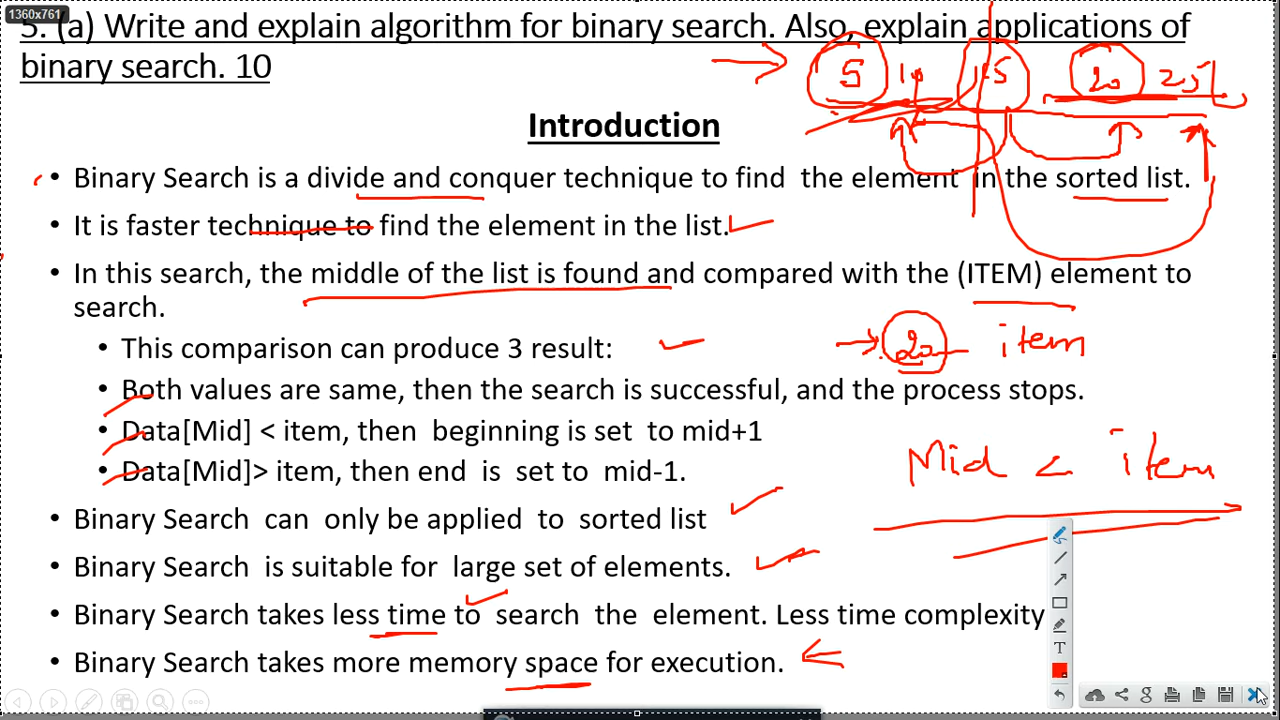 1360x761
5. (a) Write and explain algorithm for binary search. Also, explain applications of
binary search. 10
5 10 15 20 25
Introduction
• Binary Search is a divide and conquer technique to find the element in the sorted list.
• It is faster technique to find the element in the list.
• In this search, the middle of the list is found and compared with the (ITEM) element to
search.
• This comparison can produce 3 result:
20 item
• Both values are same, then the search is successful, and the process stops.
• Data[Mid] < item, then beginning is set to mid+1
Mid < item
• Data[Mid]> item, then end is set to mid-1.
• Binary Search can only be applied to sorted list
• Binary Search is suitable for large set of elements.
• Binary Search takes less time to search the element. Less time complexity
• Binary Search takes more memory space for execution.
T